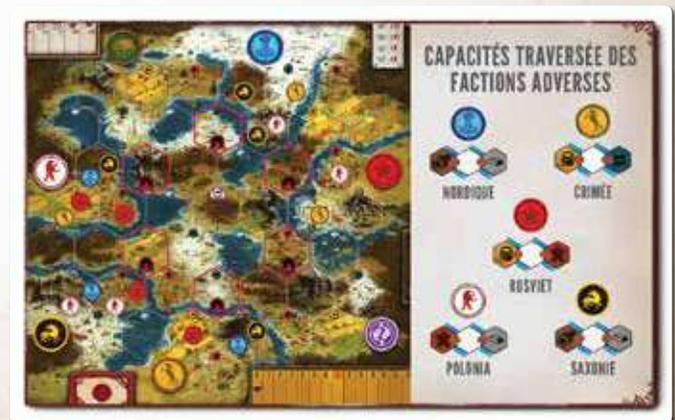 CAPACITÉS TRAVERSÉE DES
FACTIONS ADVERSES
NORDIQUE
CRIMÉE
RUSVIET
POLONIA
SAXONIE